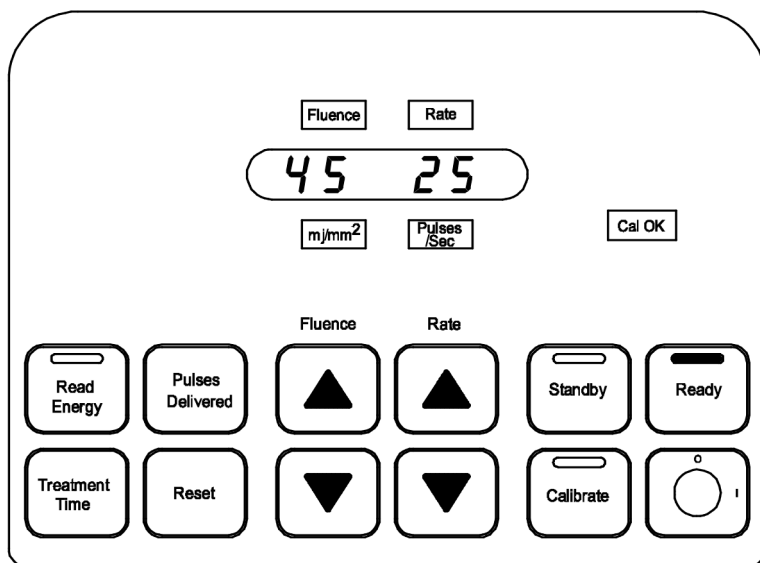 Fluence Rate
45 25
mj/mm²
Pulses
/Sec
Cal OK
Fluence Rate
Read
Energy
Pulses
Delivered
Standby
Ready
Treatment
Time
Reset
Calibrate
O
I